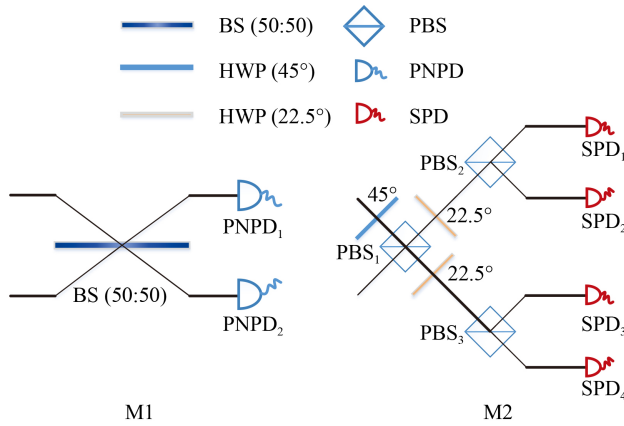 BS (50:50)
PBS
HWP (45°)
PNPD
HWP (22.5°)
SPD
SPD₁
PBS₂
45°
SPD₂
22.5°
PNPD₁
PBS₁
22.5°
BS (50:50)
SPD₃
PNPD₂
PBS₃
SPD₄
M1
M2